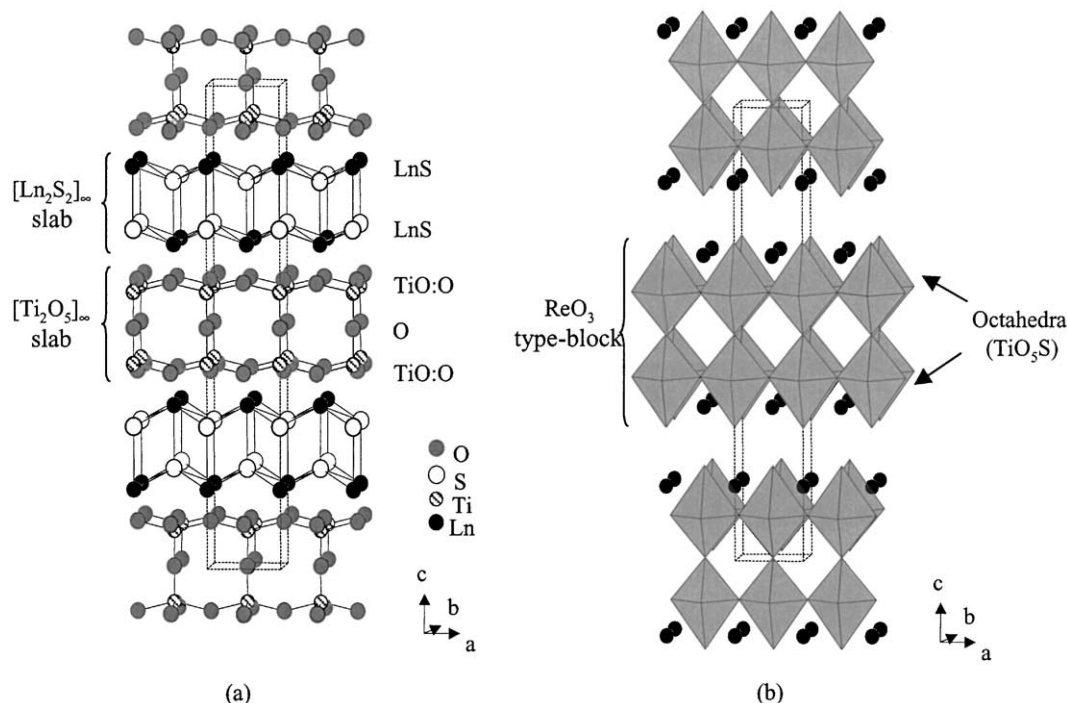 [Ln₂S₂]∞
slab
LnS
LnS
[Ti₂O₅]∞
slab
TiO:O
O
TiO:O
O
S
Ti
Ln
c
b
a
(a)
ReO₃
type-block
Octahedra
(TiO₅S)
c
b
a
(b)